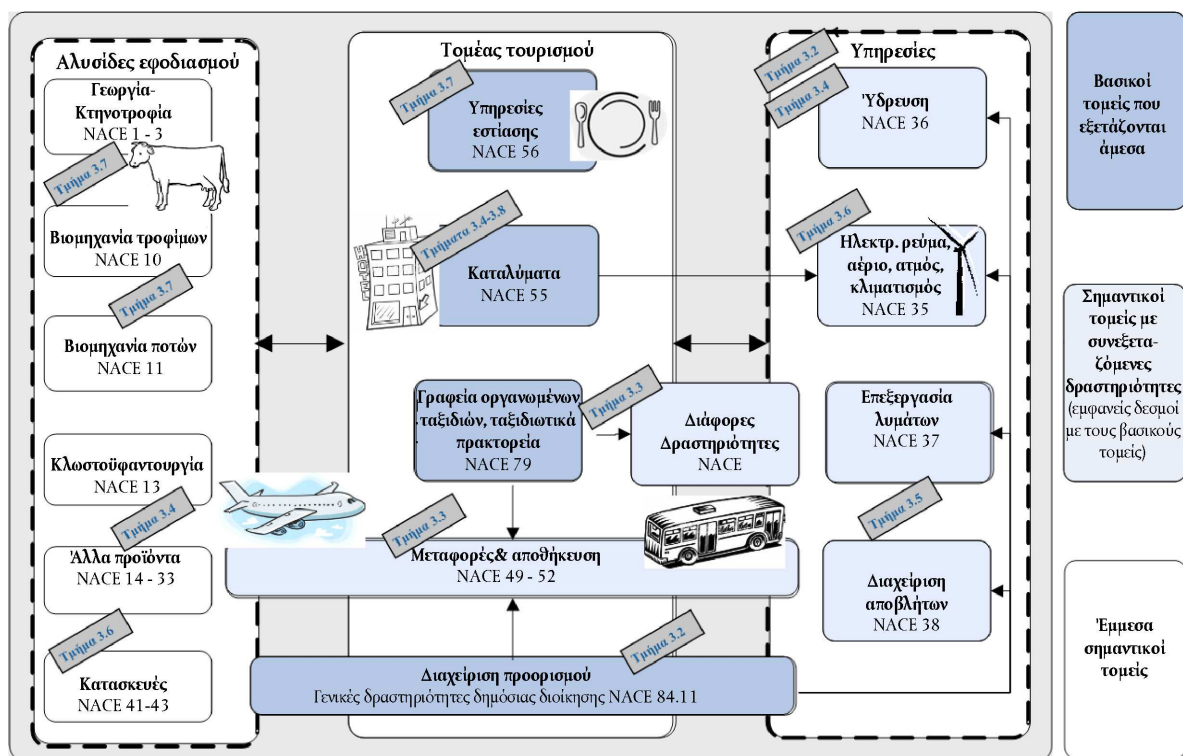 Αλυσίδες εφοδιασμού
Γεωργία-
Κτηνοτροφία
NACE 1 - 3
Τμήμα 3.7
Βιομηχανία τροφίμων
NACE 10
Τμήμα 3.7
Βιομηχανία ποτών
NACE 11
Κλωστοϋφαντουργία
NACE 13
Τμήμα 3.4
Άλλα προϊόντα
NACE 14 - 33
Τμήμα 3.6
Κατασκευές
NACE 41-43
Τομέας τουρισμού
Τμήμα 3.7
Υπηρεσίες
εστίασης
NACE 56
Τμήματα 3.4-3.8
Καταλύματα
NACE 55
Γραφεία οργανωμένων
ταξιδιών, ταξιδιωτικά
πρακτορεία
NACE 79
Τμήμα 3.3
Διάφορες
Δραστηριότητες
NACE
Τμήμα 3.3
Μεταφορές & αποθήκευση
NACE 49 - 52
Τμήμα 3.2
Διαχείριση προορισμού
Γενικές δραστηριότητες δημόσιας διοίκησης NACE 84.11
Υπηρεσίες
Τμήμα 3.2
Τμήμα 3.4
Ύδρευση
NACE 36
Τμήμα 3.6
Ηλεκτρ. ρεύμα,
αέριο, ατμός,
κλιματισμός
NACE 35
Επεξεργασία
λυμάτων
NACE 37
Τμήμα 3.5
Διαχείριση
αποβλήτων
NACE 38
Βασικοί
τομείς που
εξετάζονται
άμεσα
Σημαντικοί
τομείς με
συνεξετα-
ζόμενες
δραστηριότητες
(εμφανείς δεσμοί
με τους βασικούς
τομείς)
Έμμεσα
σημαντικοί
τομείς